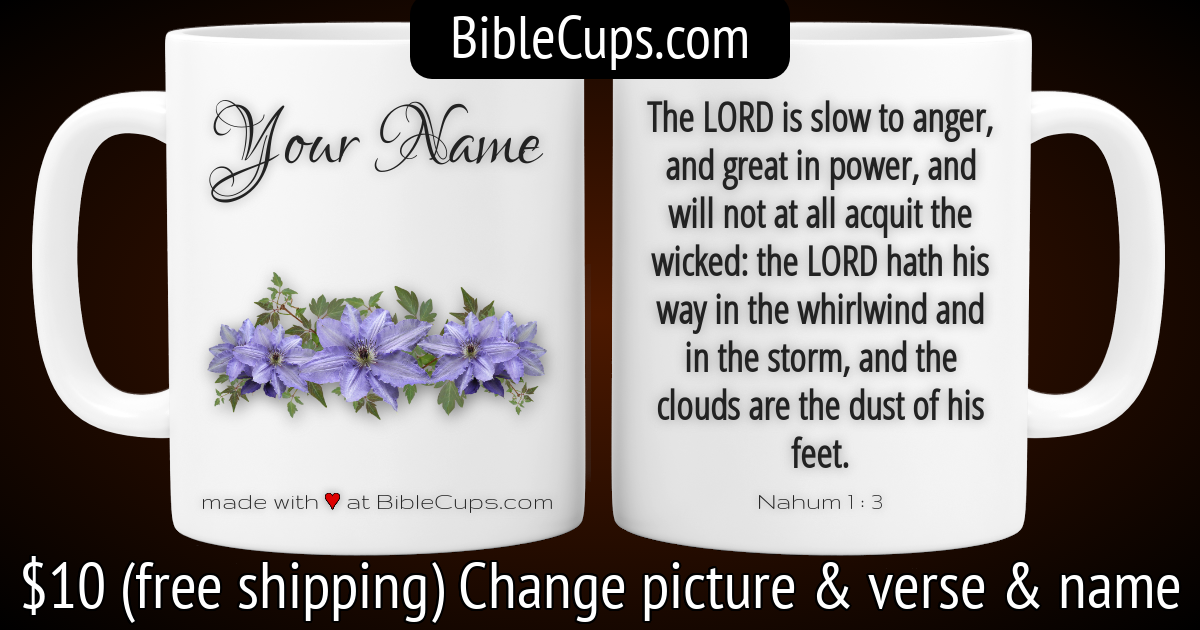 BibleCups.com
Your Name
made with ♥ at BibleCups.com
The LORD is slow to anger,
and great in power, and
will not at all acquit the
wicked: the LORD hath his
way in the whirlwind and
in the storm, and the
clouds are the dust of his
feet.
Nahum 1 : 3
$10 (free shipping) Change picture & verse & name